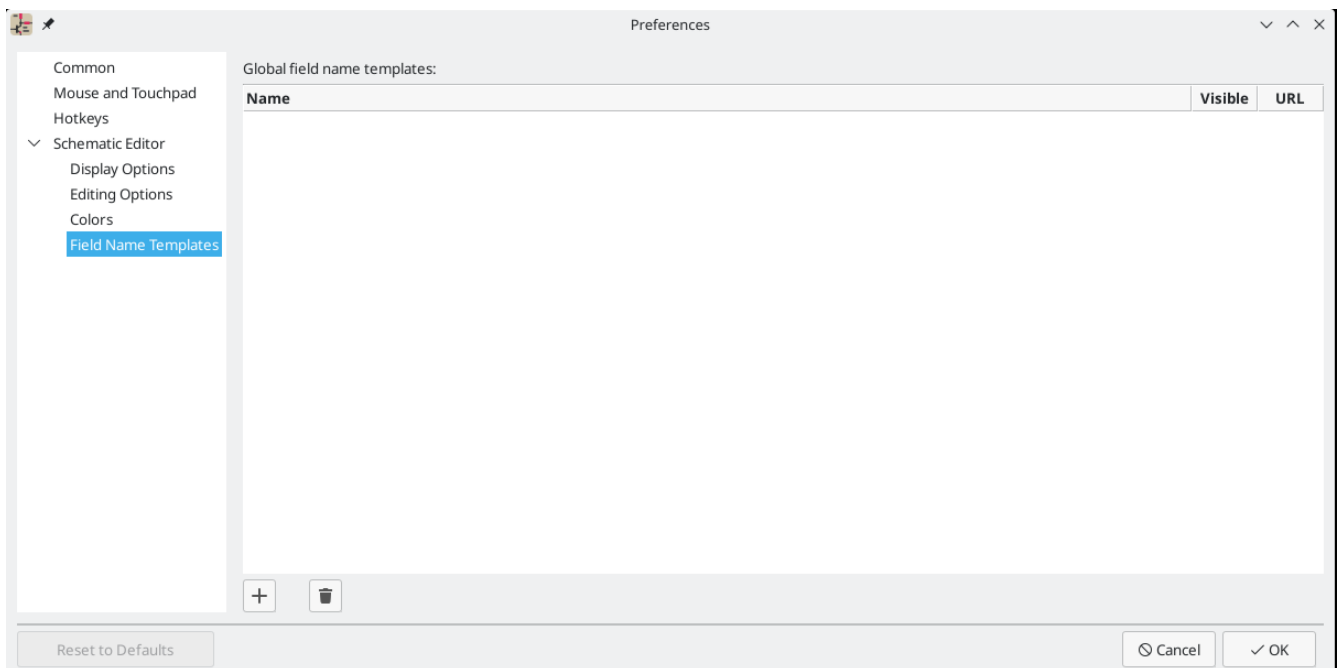 Preferences
Common
Mouse and Touchpad
Hotkeys
Schematic Editor
Display Options
Editing Options
Colors
Field Name Templates
Global field name templates:
Name Visible URL
Reset to Defaults
Cancel
OK